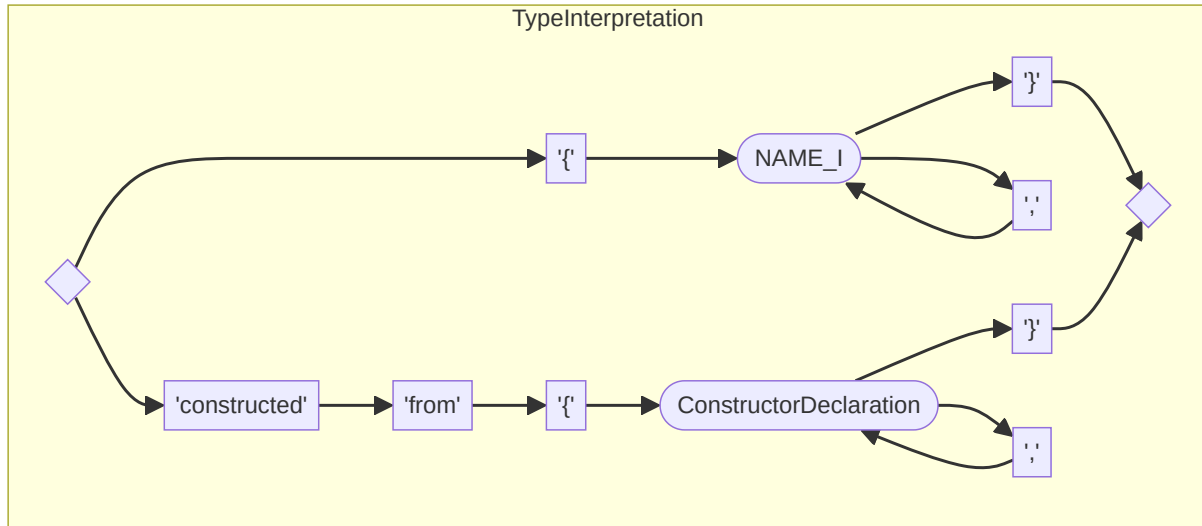 TypeInterpretation
'}'
'{'
NAME_I
','
'}'
'constructed'
'from'
'{'
ConstructorDeclaration
','